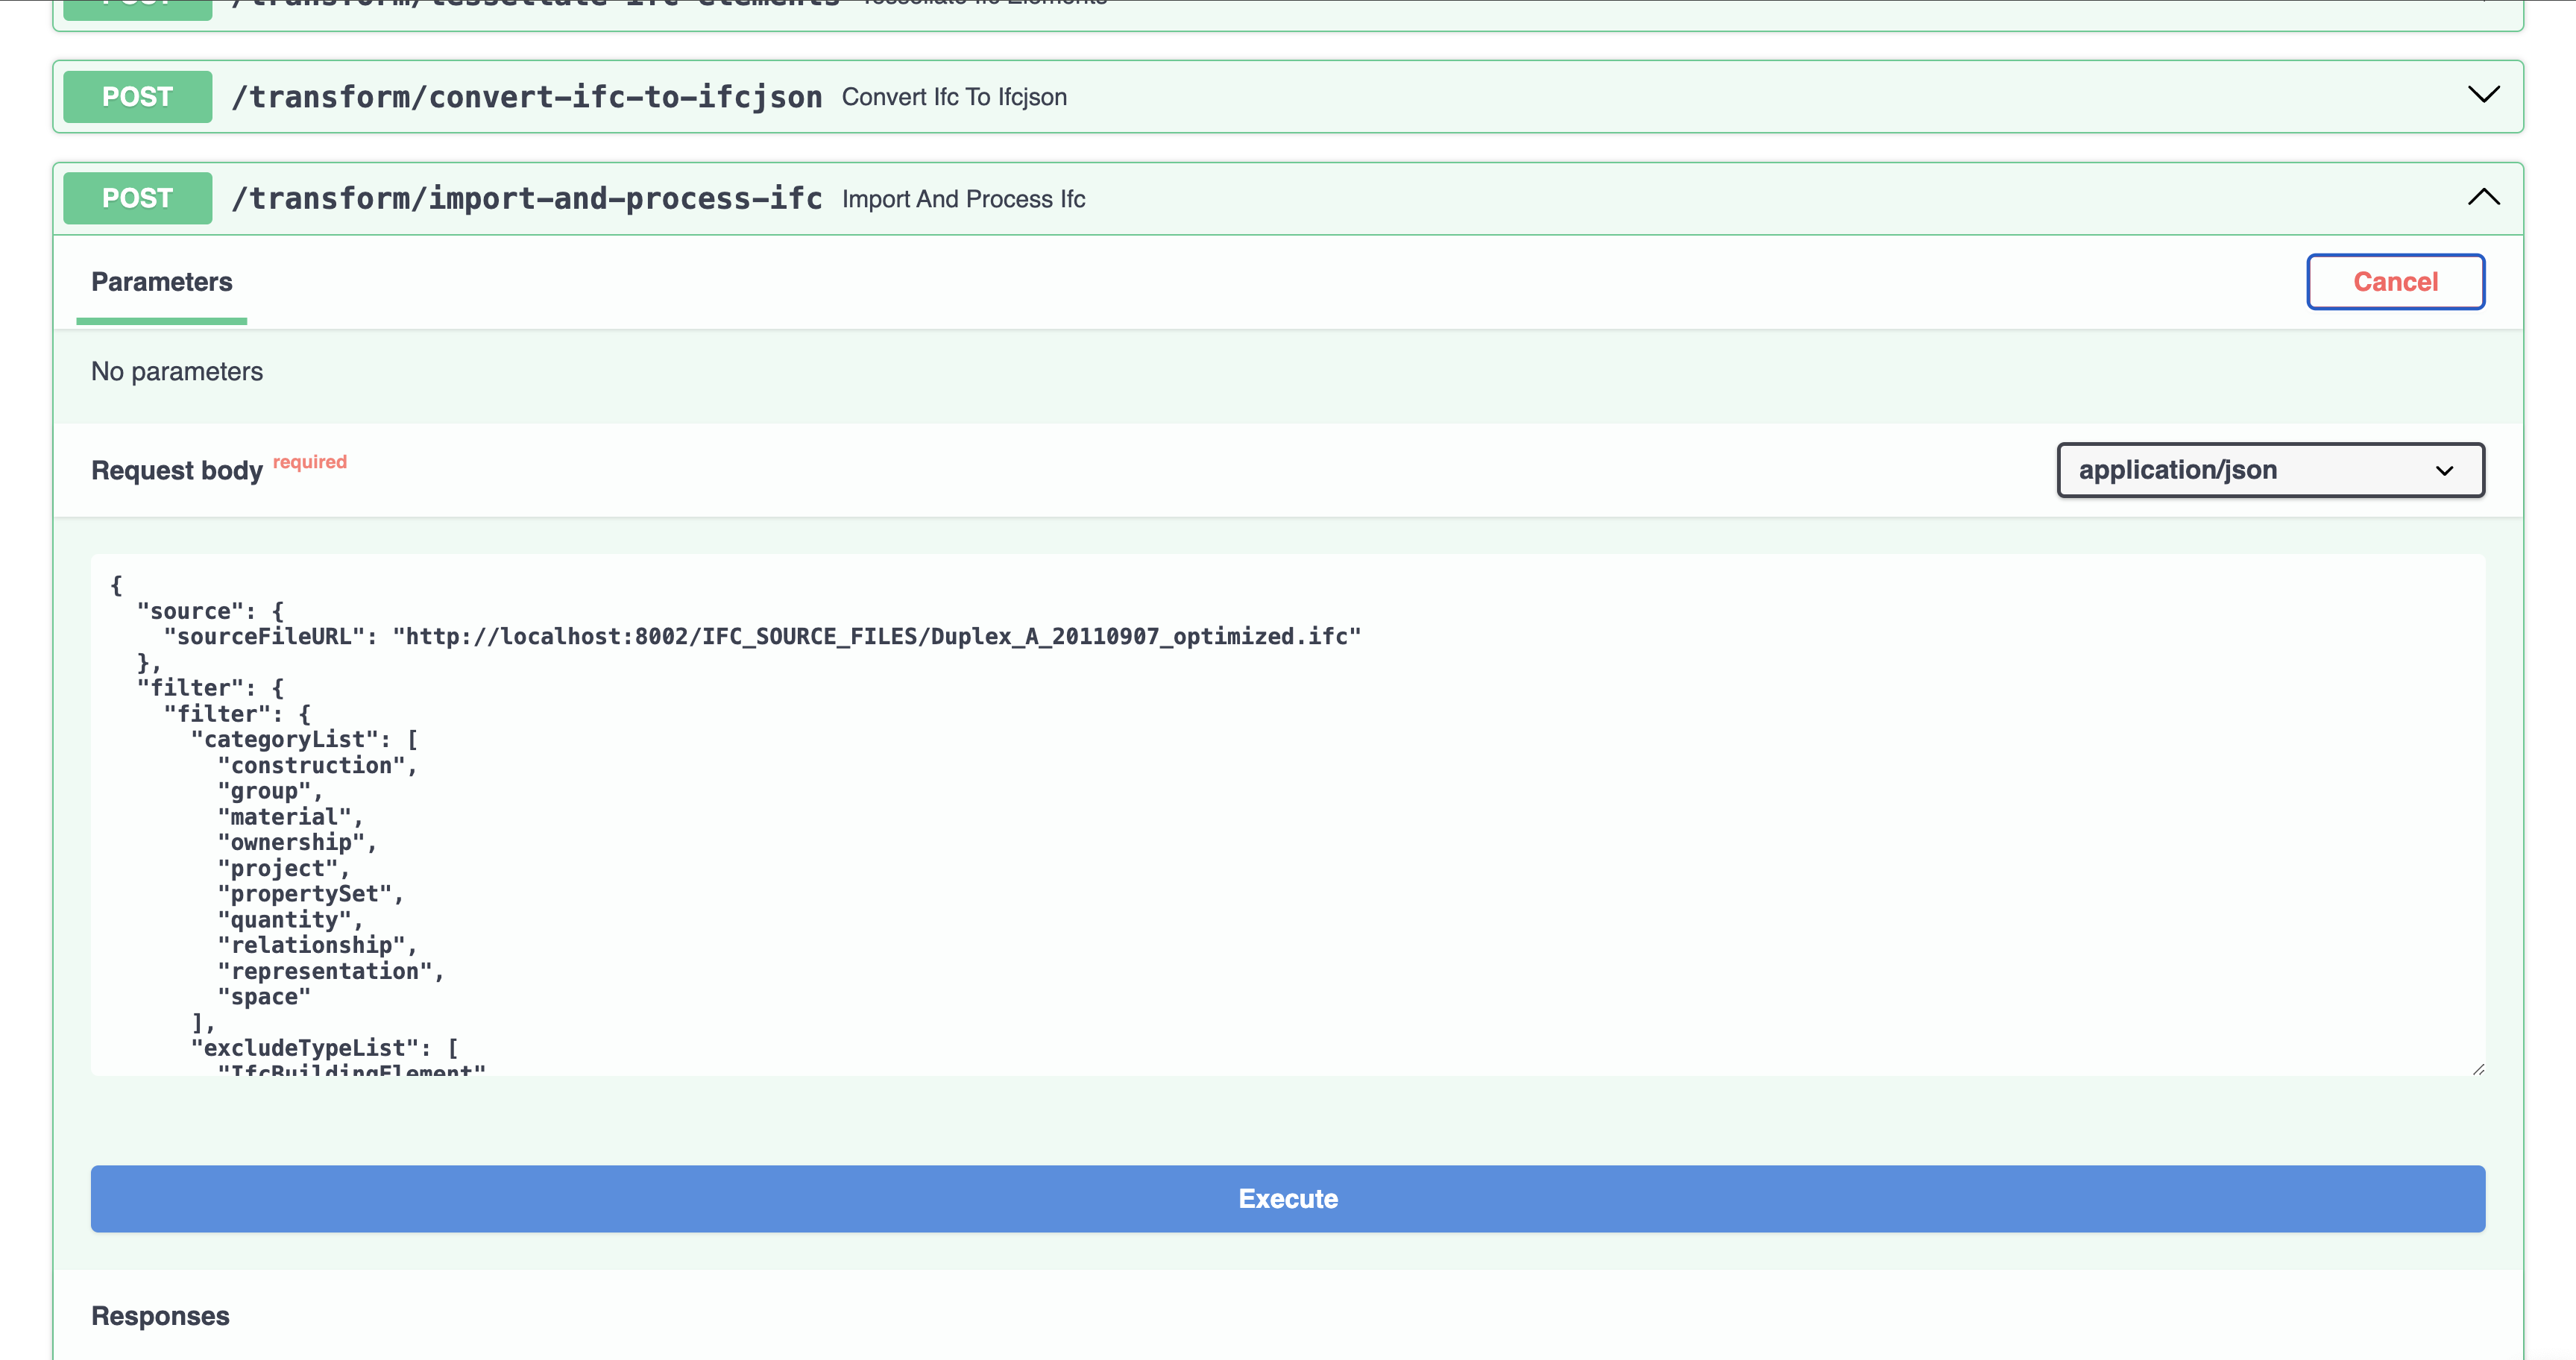 POST /transform/tessellate-ifc-elements Tessellate Ifc Elements
POST /transform/convert-ifc-to-ifcjson Convert Ifc To Ifcjson
POST /transform/import-and-process-ifc Import And Process Ifc
Parameters
Cancel
No parameters
Request body required
application/json
{
  "source": {
    "sourceFileURL": "http://localhost:8002/IFC_SOURCE_FILES/Duplex_A_20110907_optimized.ifc"
  },
  "filter": {
    "filter": {
      "categoryList": [
        "construction",
        "group",
        "material",
        "ownership",
        "project",
        "propertySet",
        "quantity",
        "relationship",
        "representation",
        "space"
      ],
      "excludeTypeList": [
        "IfcBuildingElement"
Execute
Responses